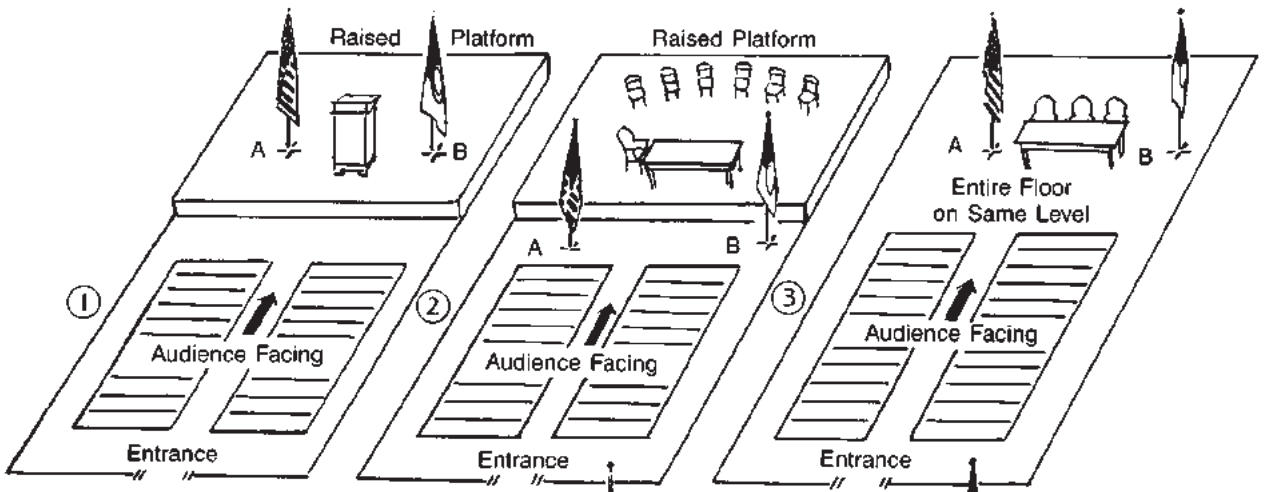 Raised Platform
A B
1
Audience Facing
Entrance
Raised Platform
A B
2
Audience Facing
Entrance
A B
Entire Floor
on Same Level
3
Audience Facing
Entrance